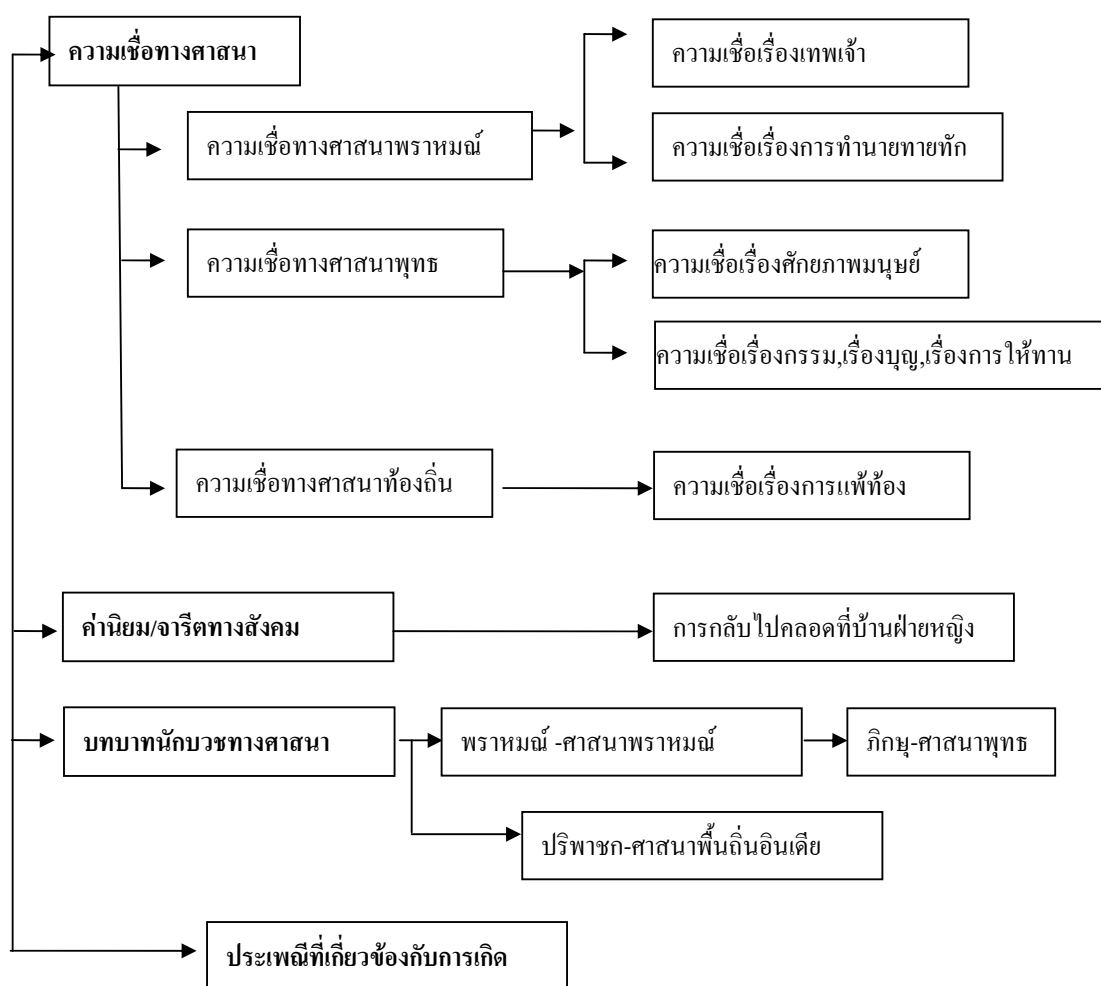 ความเชื่อทางศาสนา
ความเชื่อเรื่องเทพเจ้า
ความเชื่อทางศาสนาพราหมณ์
ความเชื่อเรื่องการทำนายทายทัก
ความเชื่อทางศาสนาพุทธ
ความเชื่อเรื่องศักยภาพมนุษย์
ความเชื่อเรื่องกรรม,เรื่องบุญ,เรื่องการให้ทาน
ความเชื่อทางศาสนาท้องถิ่น
ความเชื่อเรื่องการแพ้ท้อง
ค่านิยม/จารีตทางสังคม
การกลับไปคลอดที่บ้านฝ่ายหญิง
บทบาทนักบวชทางศาสนา
พราหมณ์ -ศาสนาพราหมณ์
ภิกษุ-ศาสนาพุทธ
ปริพาชก-ศาสนาพื้นถิ่นอินเดีย
ประเพณีที่เกี่ยวข้องกับการเกิด